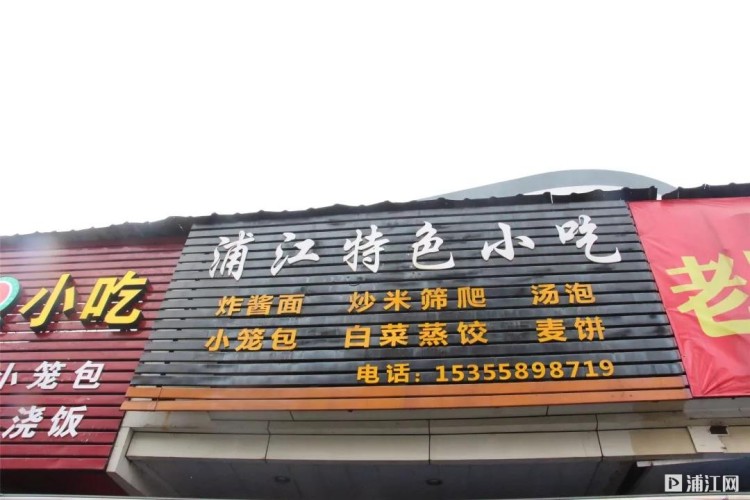 浦江特色小吃
炸酱面 炒米筛爬 汤泡
小笼包 白菜蒸饺 麦饼
电话：15355898719
小吃
小笼包
浇饭
老
浦江网